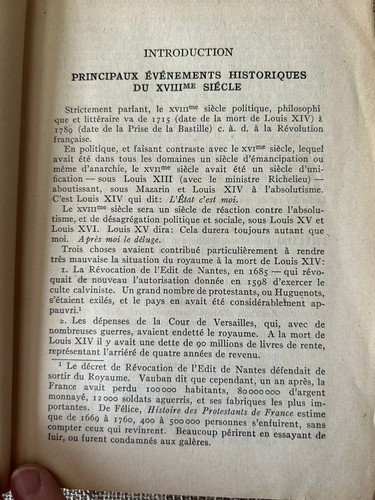 INTRODUCTION
PRINCIPAUX ÉVÉNEMENTS HISTORIQUES
DU XVIIIME SIÉCLE
Strictement parlant, le XVIIIme siècle politique, philosophi
que et littéraire va de 1715 (date de la mort de Louis XIV) à
1789 (date de la Prise de la Bastille) c. à. d. à la Révolution
française.
En politique, et faisant contraste avec le XVIme siècle, lequel
avait été dans tous les domaines un siècle d'émancipation ou
même d'anarchie, le XVIIme siècle avait été un siècle d'uni-
fication — sous Louis XIII (avec le ministre Richelieu) —
aboutissant, sous Mazarin et Louis XIV à l'absolutisme.
C'est Louis XIV qui dit: L'État c'est moi.
Le XVIIIme siècle sera un siècle de réaction contre l'absolu-
tisme, et de désagrégation politique et sociale, sous Louis XV et
Louis XVI. Louis XV dira: Cela durera toujours autant que
moi. Après moi le déluge.
Trois choses avaient contribué particulièrement à rendre
très mauvaise la situation du royaume à la mort de Louis XIV:
1. La Révocation de l'Edit de Nantes, en 1685 — qui révo-
quait de nouveau l'autorisation donnée en 1598 d'exercer le
culte calviniste. Un grand nombre de protestants, ou Huguenots,
s'étaient exilés, et le pays en avait été considérablement ap-
pauvri.¹
2. Les dépenses de la Cour de Versailles, qui, avec de
nombreuses guerres, avaient endetté le royaume. A la mort de
Louis XIV il y avait une dette de 90 millions de livres de rente,
représentant l'arriéré de quatre années de revenu.
¹ Le décret de Révocation de l'Edit de Nantes défendait de
sortir du Royaume. Vauban dit que cependant, un an après, la
France avait perdu 100 000 habitants, 80 000 000 d'argent
monnayé, 12 000 soldats aguerris, et ses fabriques les plus im-
portantes. De Félice, Histoire des Protestants de France estime
que de 1669 à 1760, 400 à 500 000 personnes s'enfuirent, sans
compter ceux qui revinrent. Beaucoup périrent en essayant de
fuir, ou furent condamnés aux galères.